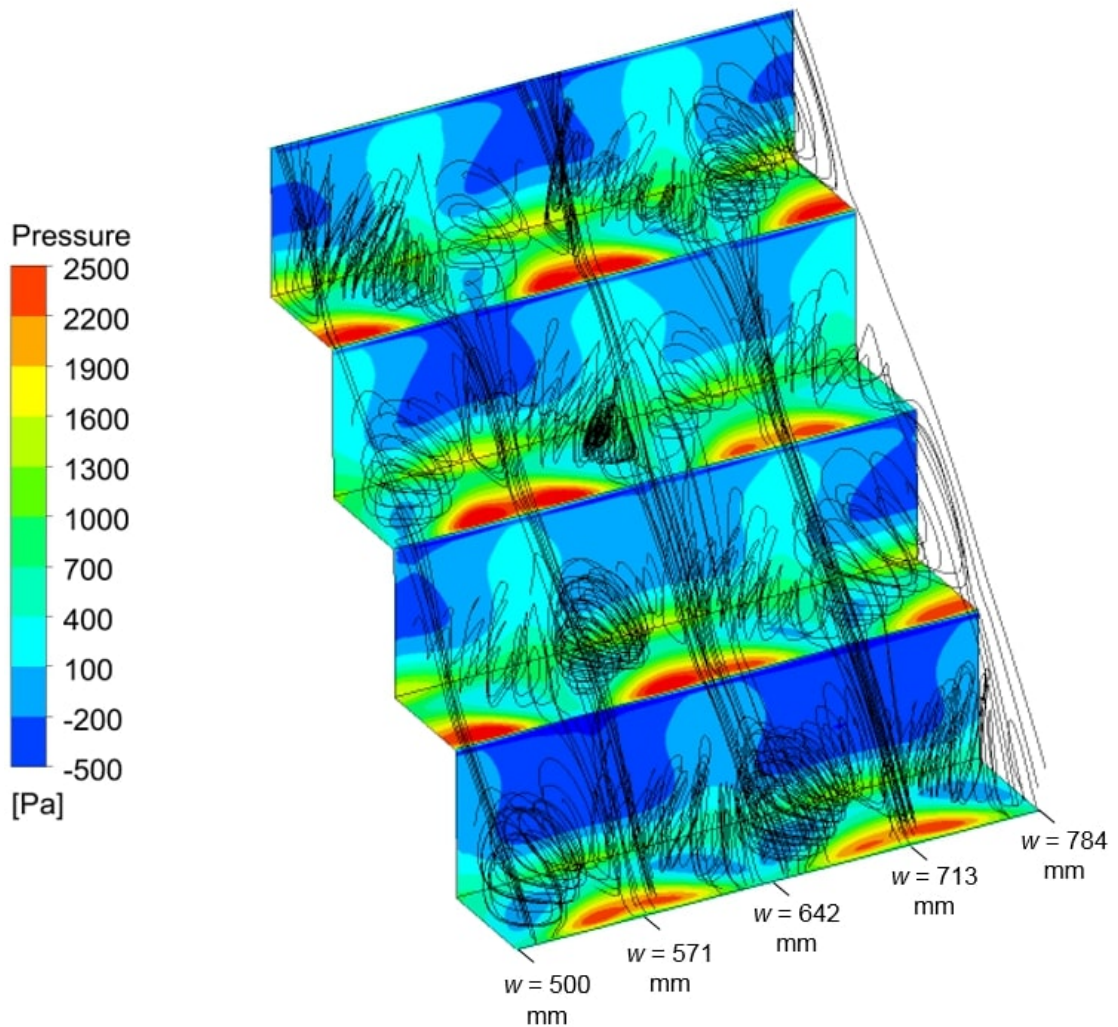 Pressure
2500
2200
1900
1600
1300
1000
700
400
100
-200
-500
[Pa]
w = 500
mm
w = 571
mm
w = 642
mm
w = 713
mm
w = 784
mm